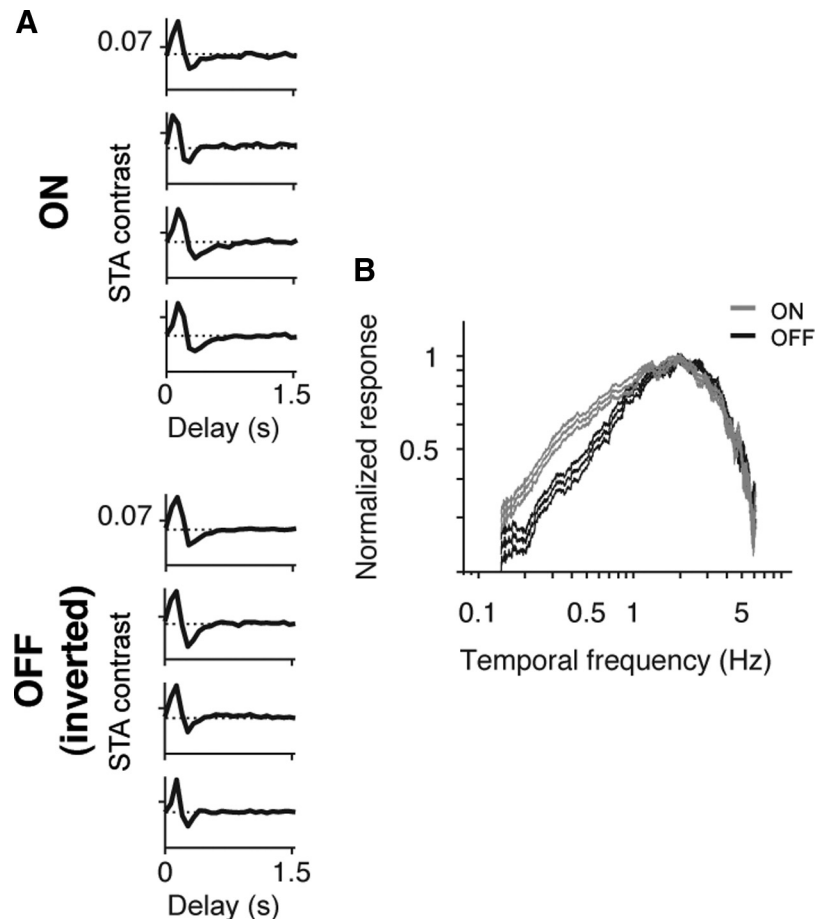 A
ON
STA contrast
0.07
0 1.5
Delay (s)
OFF
(inverted)
STA contrast
0.07
0 1.5
Delay (s)
B
ON
OFF
Normalized response
1
0.5
0.1 0.5 1 5
Temporal frequency (Hz)